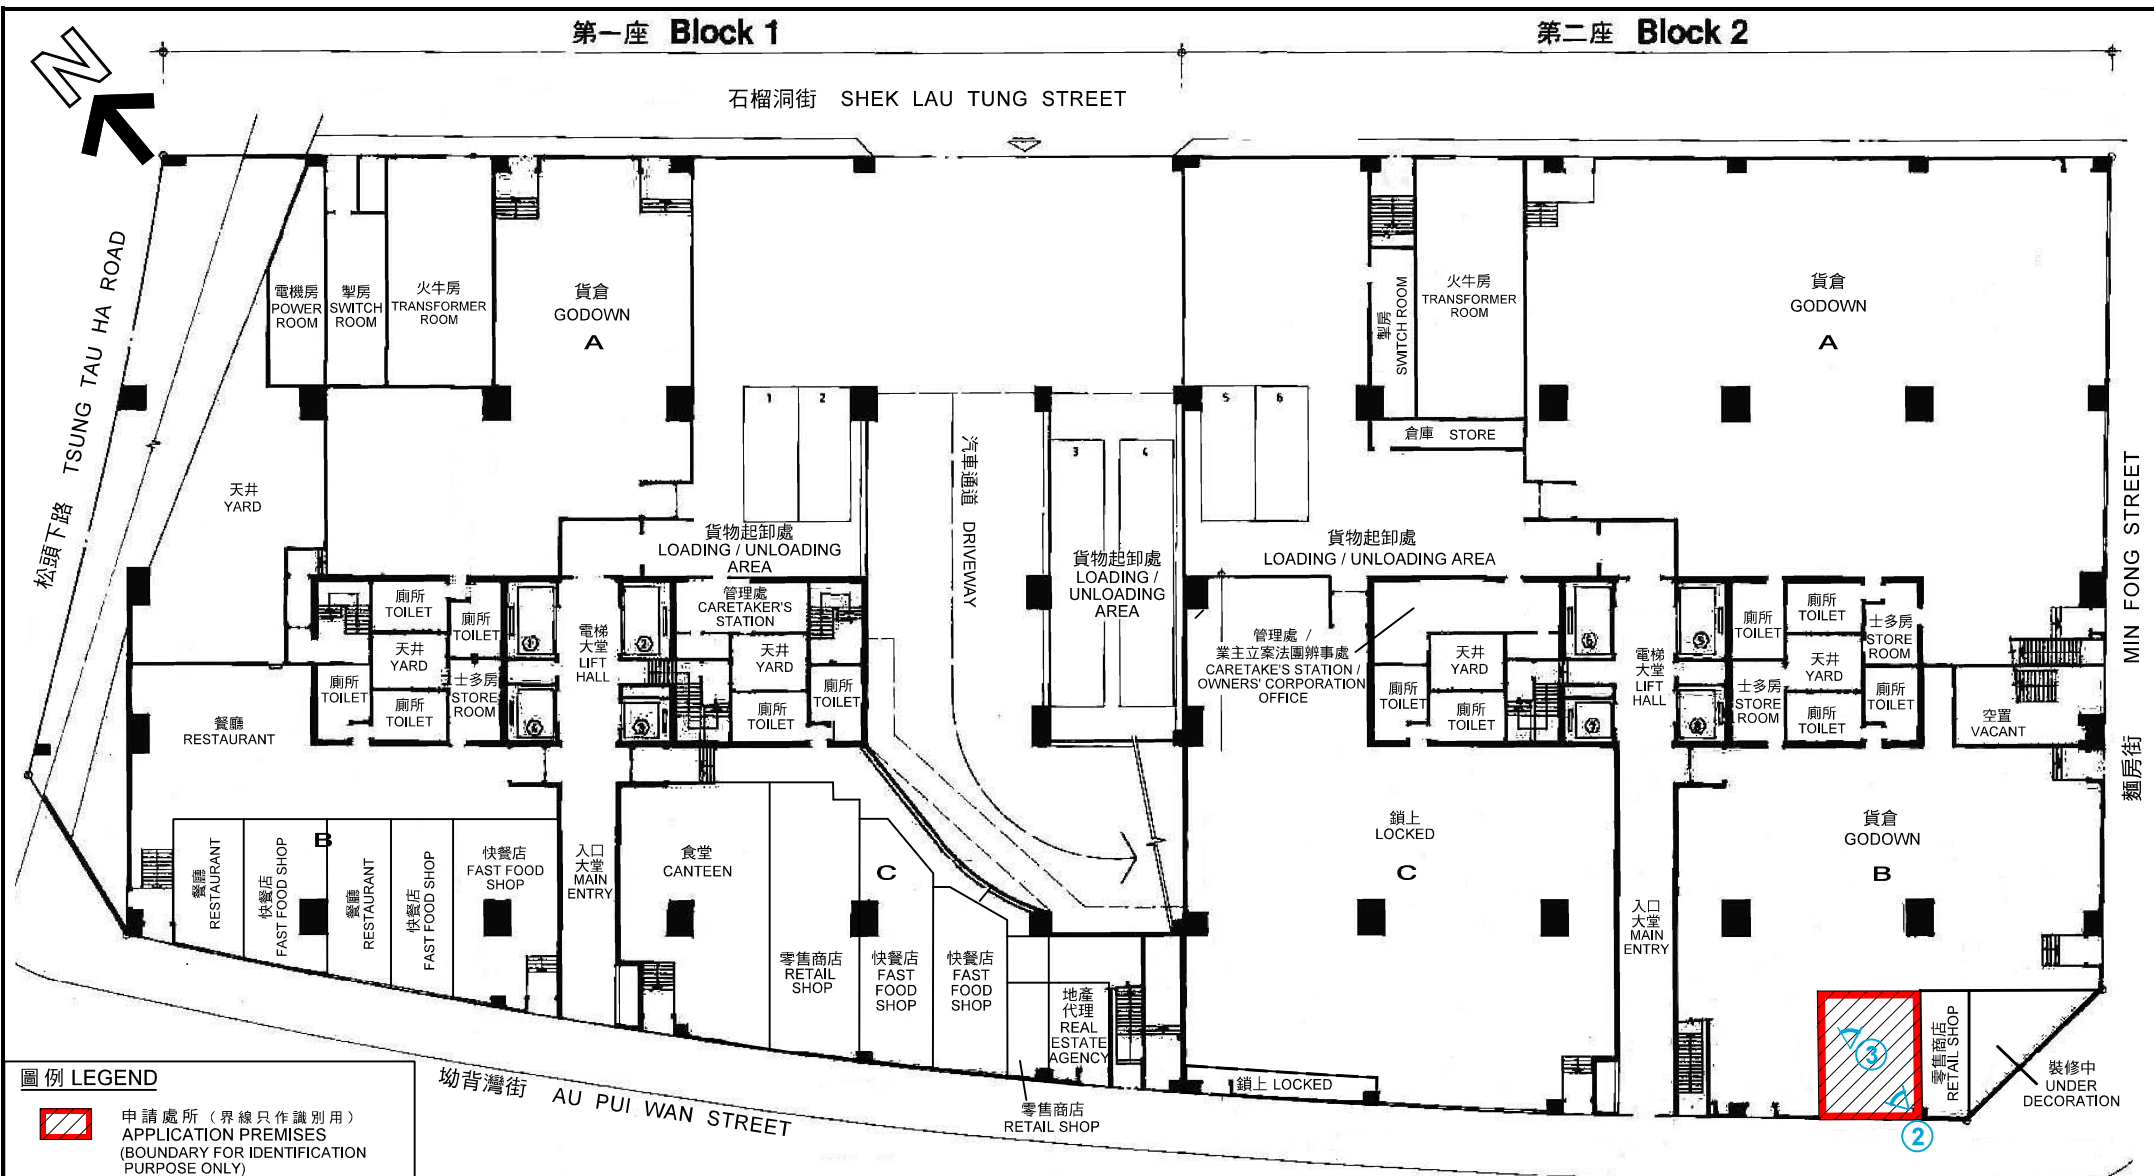 第一座 Block 1
第二座 Block 2
N
石榴洞街 SHEK LAU TUNG STREET
松頭下路 TSUNG TAU HA ROAD
電機房
POWER
ROOM
掣房
SWITCH
ROOM
火牛房
TRANSFORMER
ROOM
貨倉
GODOWN
A
掣房
SWITCH ROOM
火牛房
TRANSFORMER
ROOM
貨倉
GODOWN
A
1
2
3
4
5
6
倉庫 STORE
汽車通道 DRIVEWAY
天井
YARD
貨物起卸處
LOADING / UNLOADING
AREA
貨物起卸處
LOADING /
UNLOADING
AREA
貨物起卸處
LOADING / UNLOADING AREA
MIN FONG STREET
麵房街
廁所
TOILET
廁所
TOILET
天井
YARD
廁所
TOILET
廁所
TOILET
士多房
STORE
ROOM
電梯
大堂
LIFT
HALL
管理處
CARETAKER'S
STATION
天井
YARD
廁所
TOILET
廁所
TOILET
管理處 /
業主立案法團辦事處
CARETAKE'S STATION /
OWNERS' CORPORATION
OFFICE
廁所
TOILET
天井
YARD
廁所
TOILET
電梯
大堂
LIFT
HALL
廁所
TOILET
廁所
TOILET
士多房
STORE
ROOM
天井
YARD
士多房
STORE
ROOM
廁所
TOILET
廁所
TOILET
空置
VACANT
餐廳
RESTAURANT
B
餐廳
RESTAURANT
快餐店
FAST FOOD SHOP
餐廳
RESTAURANT
快餐店
FAST FOOD SHOP
快餐店
FAST FOOD
SHOP
入口
大堂
MAIN
ENTRY
食堂
CANTEEN
C
零售商店
RETAIL
SHOP
快餐店
FAST
FOOD
SHOP
快餐店
FAST
FOOD
SHOP
地產
代理
REAL
ESTATE
AGENCY
零售商店
RETAIL SHOP
鎖上
LOCKED
C
鎖上 LOCKED
入口
大堂
MAIN
ENTRY
貨倉
GODOWN
B
3
2
零售商店
RETAIL SHOP
裝修中
UNDER
DECORATION
坳背灣街 AU PUI WAN STREET
圖例 LEGEND
申請處所 (界線只作識別用)
APPLICATION PREMISES
(BOUNDARY FOR IDENTIFICATION
PURPOSE ONLY)